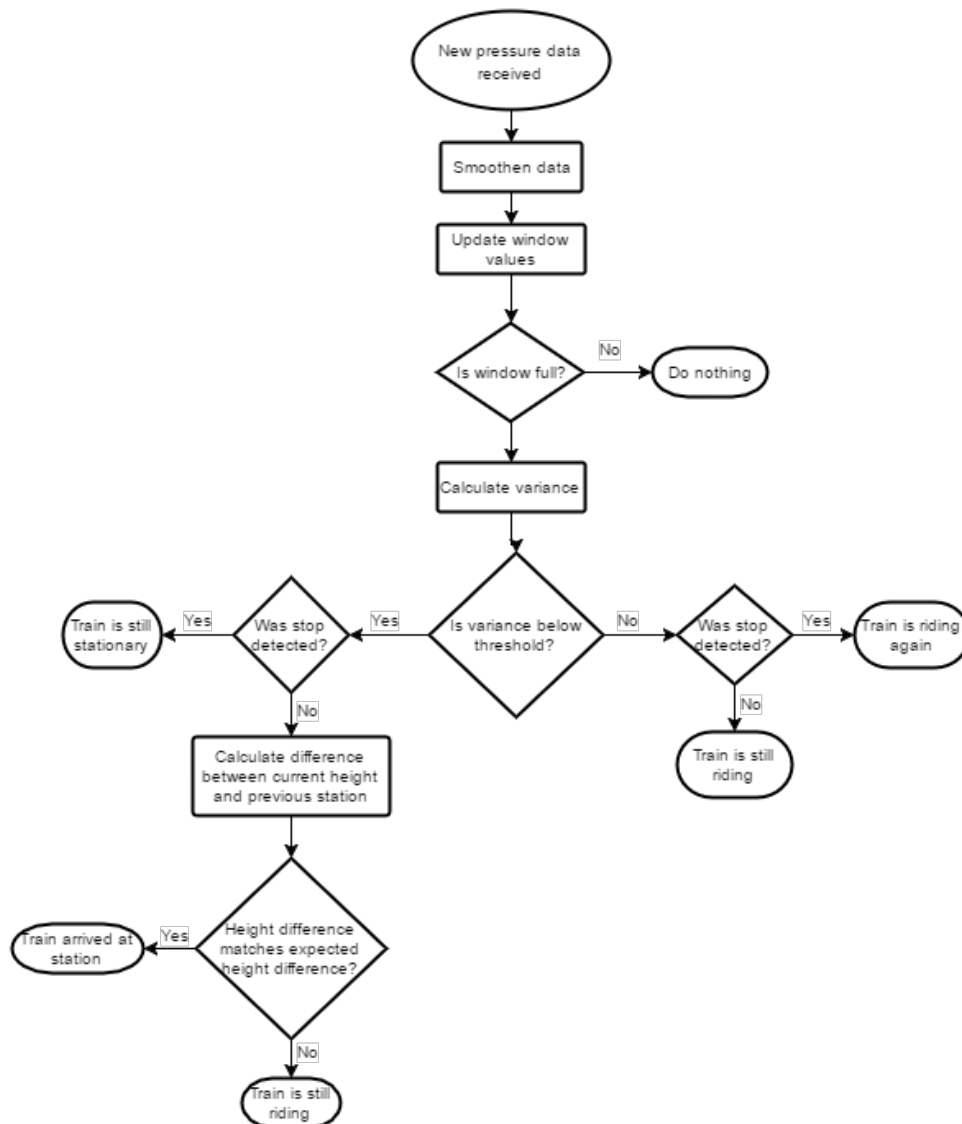 New pressure data
received
Smoothen data
Update window
values
Is window full?
No
Do nothing
Calculate variance
Is variance below
threshold?
Yes
No
Was stop
detected?
Yes
Train is still
stationary
Was stop
detected?
Yes
Train is riding
again
No
Train is still
riding
No
Calculate difference
between current height
and previous station
Height difference
matches expected
height difference?
Yes
Train arrived at
station
No
Train is still
riding